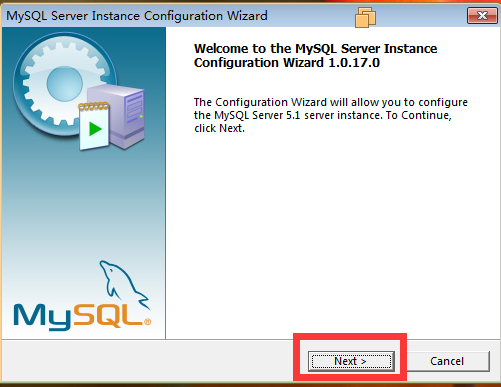 MySQL Server Instance Configuration Wizard
Welcome to the MySQL Server Instance
Configuration Wizard 1.0.17.0
The Configuration Wizard will allow you to configure
the MySQL Server 5.1 server instance. To Continue,
click Next.
MySQL®
Next >
Cancel